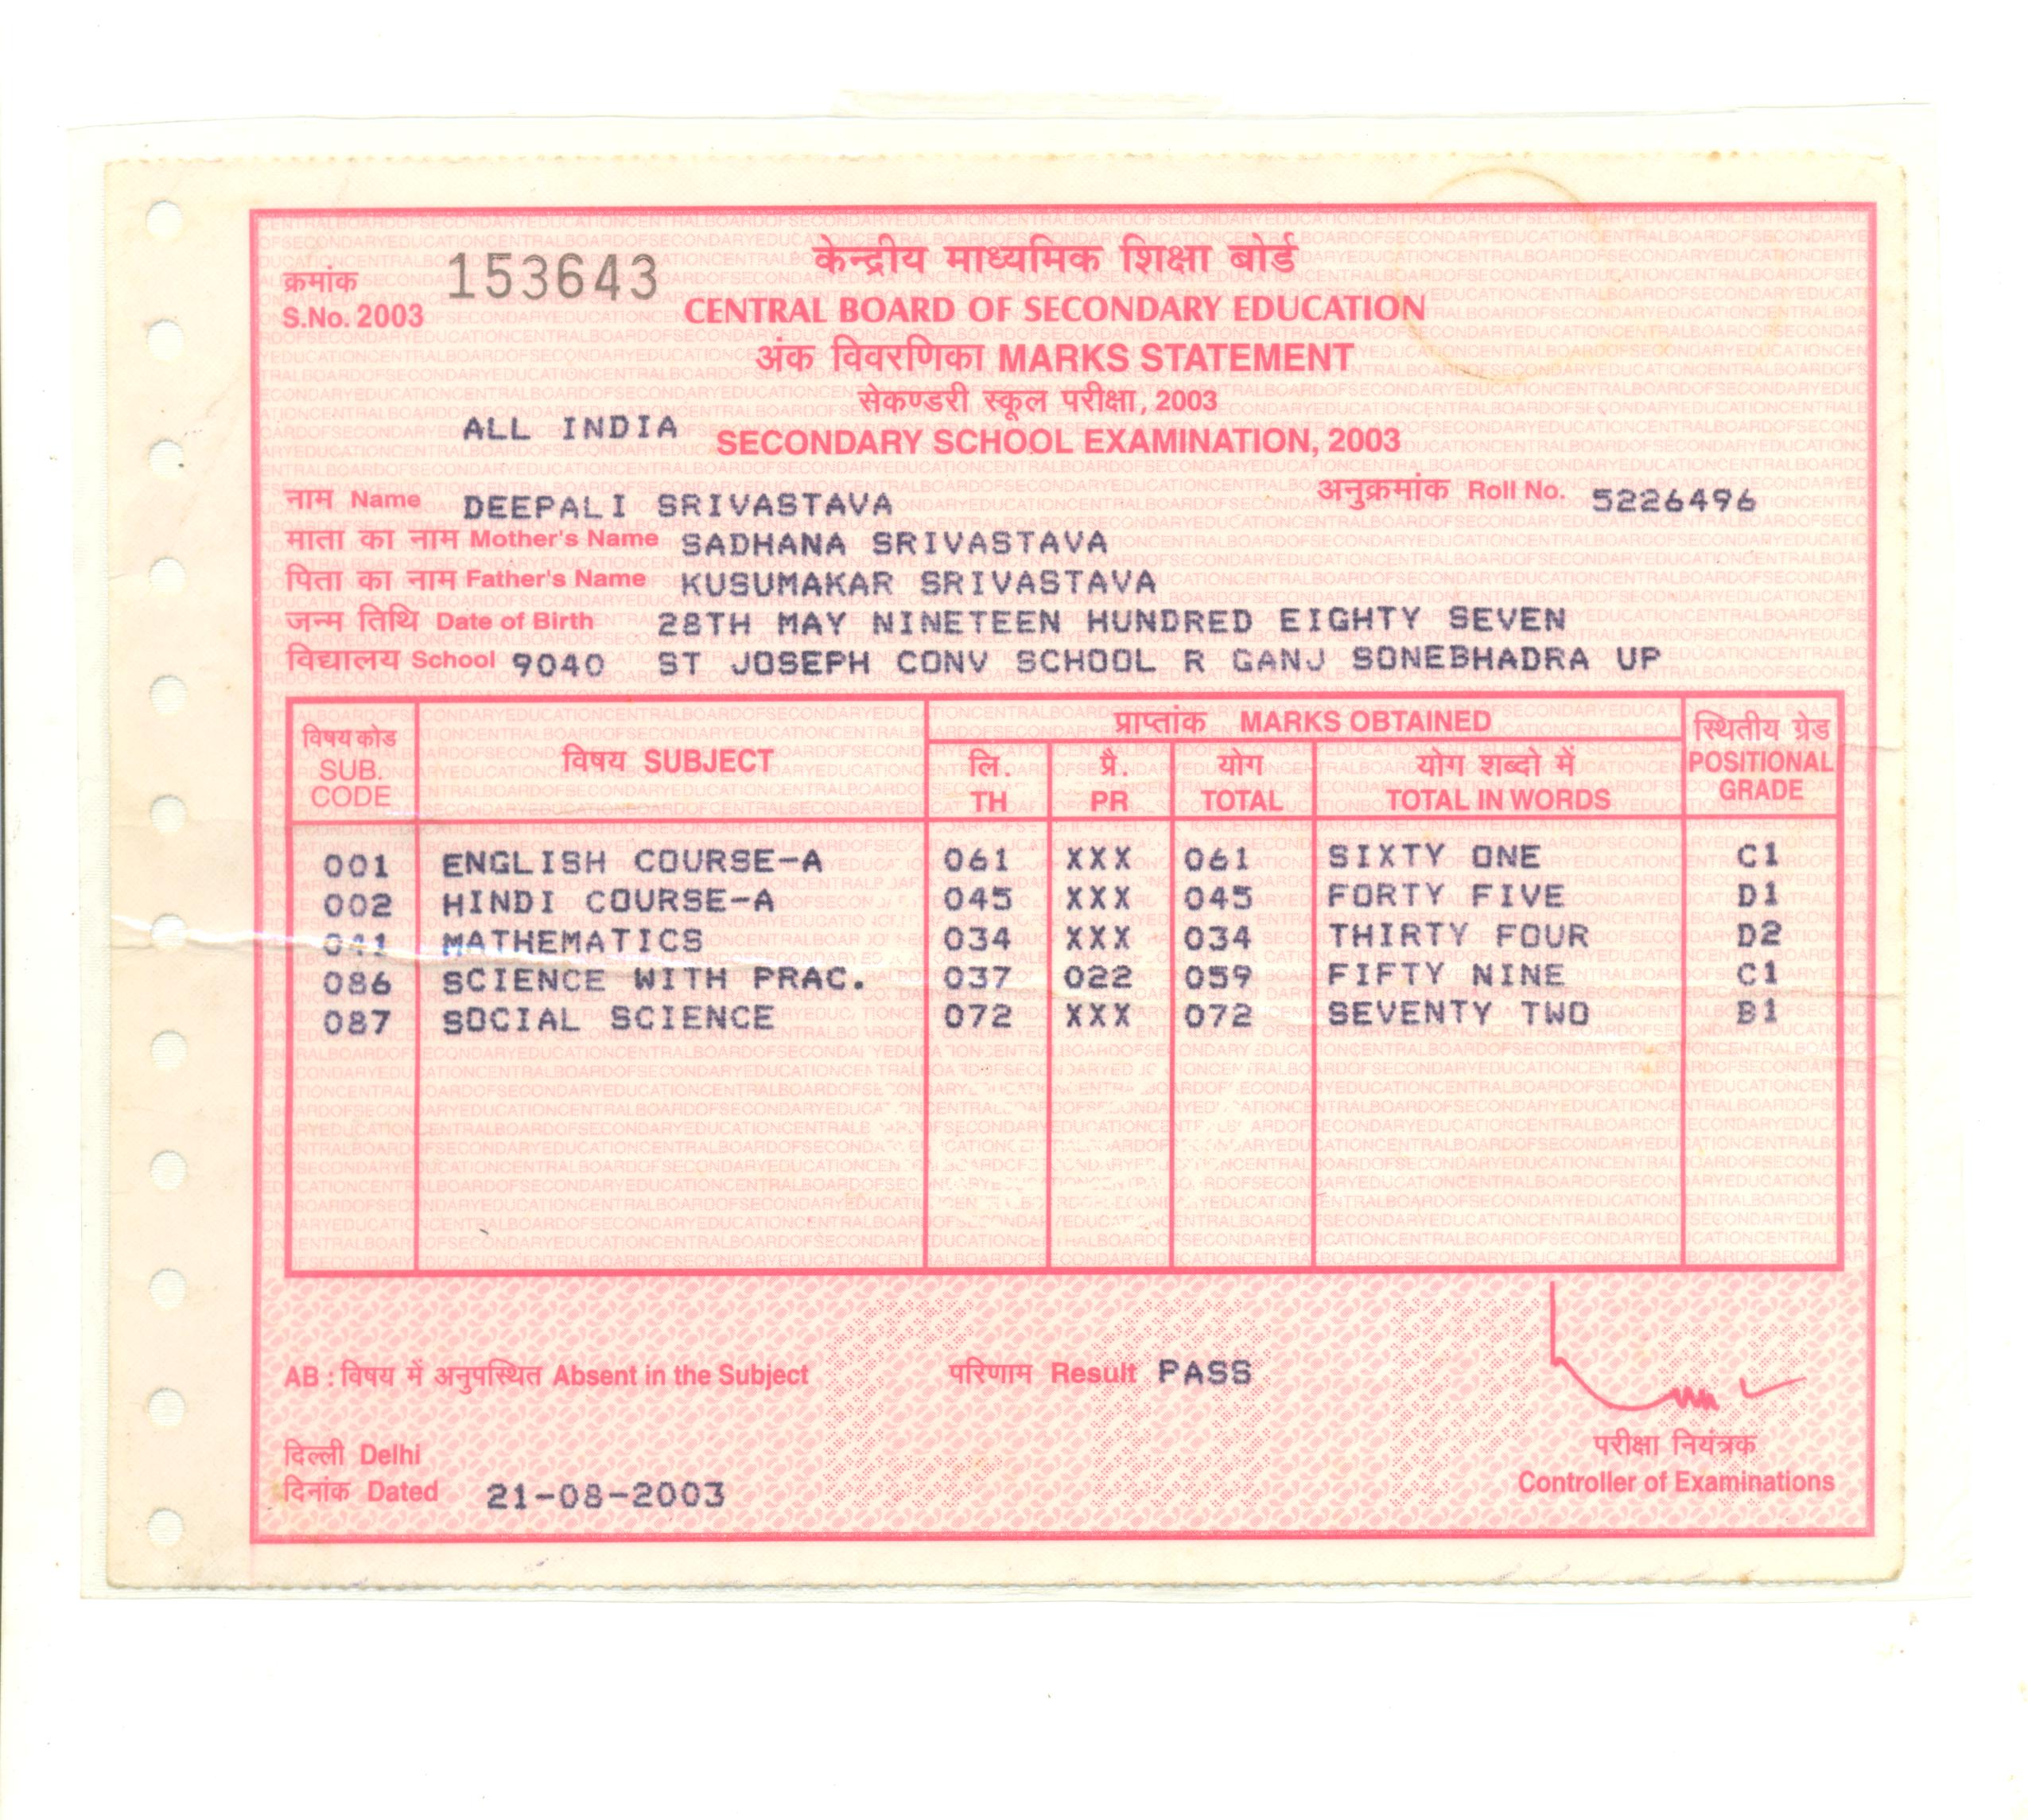 केन्द्रीय माध्यमिक शिक्षा बोर्ड
क्रमांक
S.No. 2003 153643
CENTRAL BOARD OF SECONDARY EDUCATION
अंक विवरणिका MARKS STATEMENT
सेकण्डरी स्कूल परीक्षा, 2003
ALL INDIA SECONDARY SCHOOL EXAMINATION, 2003
नाम Name DEEPALI SRIVASTAVA अनुक्रमांक Roll No. 5226496
माता का नाम Mother's Name SADHANA SRIVASTAVA
पिता का नाम Father's Name KUSUMAKAR SRIVASTAVA
जन्म तिथि Date of Birth 28TH MAY NINETEEN HUNDRED EIGHTY SEVEN
विद्यालय School 9040 ST JOSEPH CONV SCHOOL R GANJ SONEBHADRA UP
विषय कोड SUB. CODE विषय SUBJECT प्राप्तांक MARKS OBTAINED स्थितीय ग्रेड POSITIONAL GRADE
लि. TH प्रै. PR योग TOTAL योग शब्दो में TOTAL IN WORDS
001 ENGLISH COURSE-A 061 XXX 061 SIXTY ONE C1
002 HINDI COURSE-A 045 XXX 045 FORTY FIVE D1
041 MATHEMATICS 034 XXX 034 THIRTY FOUR D2
086 SCIENCE WITH PRAC. 037 022 059 FIFTY NINE C1
087 SOCIAL SCIENCE 072 XXX 072 SEVENTY TWO B1
AB : विषय में अनुपस्थित Absent in the Subject परिणाम Result PASS
दिल्ली Delhi
परीक्षा नियंत्रक
दिनांक Dated 21-08-2003 Controller of Examinations